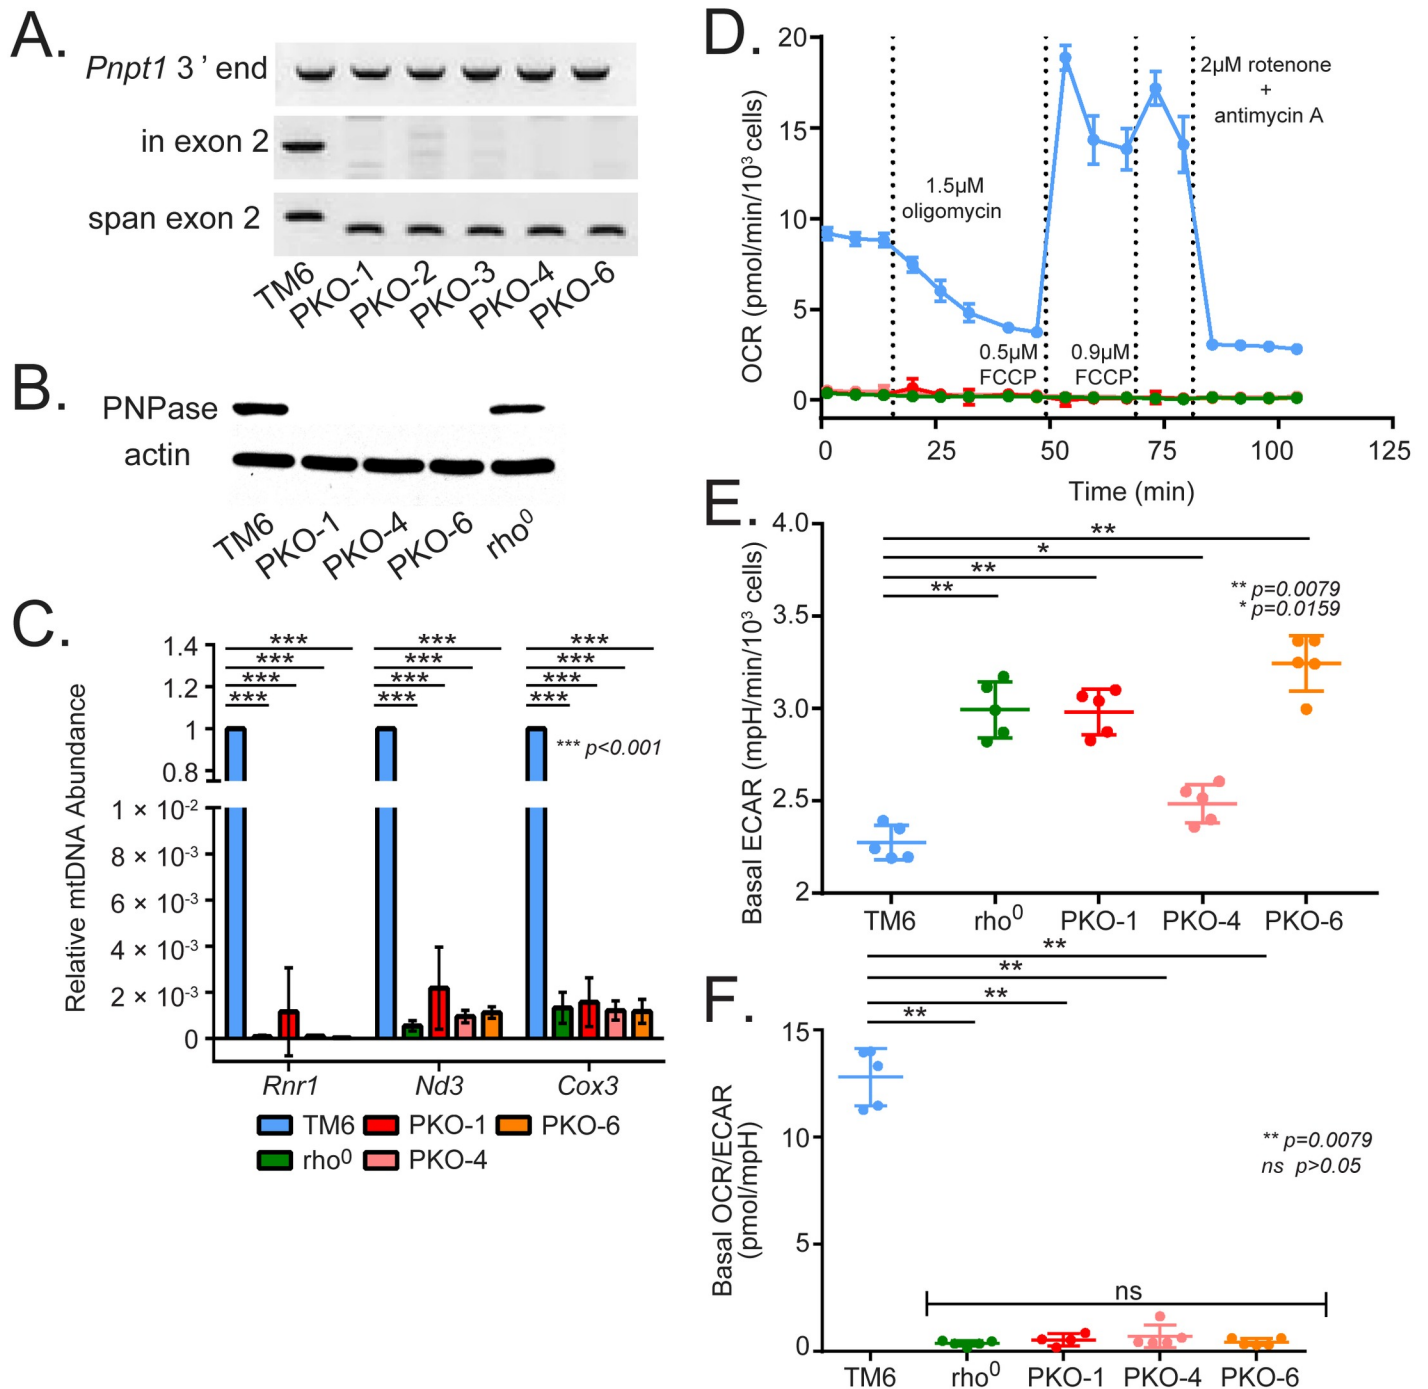 A.
Pnpt1 3 ’ end
in exon 2
span exon 2
TM6
PKO-1
PKO-2
PKO-3
PKO-4
PKO-6
B.
PNPase
actin
TM6
PKO-1
PKO-4
PKO-6
rho⁰
C.
Relative mtDNA Abundance
1.4
1.2
1
0.8
1 × 10⁻²
8 × 10⁻³
6 × 10⁻³
4 × 10⁻³
2 × 10⁻³
0
*** *** ***
*** *** ***
*** *** ***
*** *** ***
*** p<0.001
Rnr1 Nd3 Cox3
TM6 PKO-1 PKO-6
rho⁰ PKO-4
D.
OCR (pmol/min/10³ cells)
20
15
10
5
0
1.5µM
oligomycin
0.5µM
FCCP
0.9µM
FCCP
2µM rotenone
+
antimycin A
0 25 50 75 100 125
Time (min)
E.
Basal ECAR (mpH/min/10³ cells)
4.0
3.5
3.0
2.5
2
**
*
**
**
** p=0.0079
* p=0.0159
TM6 rho⁰ PKO-1 PKO-4 PKO-6
F.
Basal OCR/ECAR
(pmol/mpH)
15
10
5
0
**
**
**
**
** p=0.0079
ns p>0.05
ns
TM6 rho⁰ PKO-1 PKO-4 PKO-6